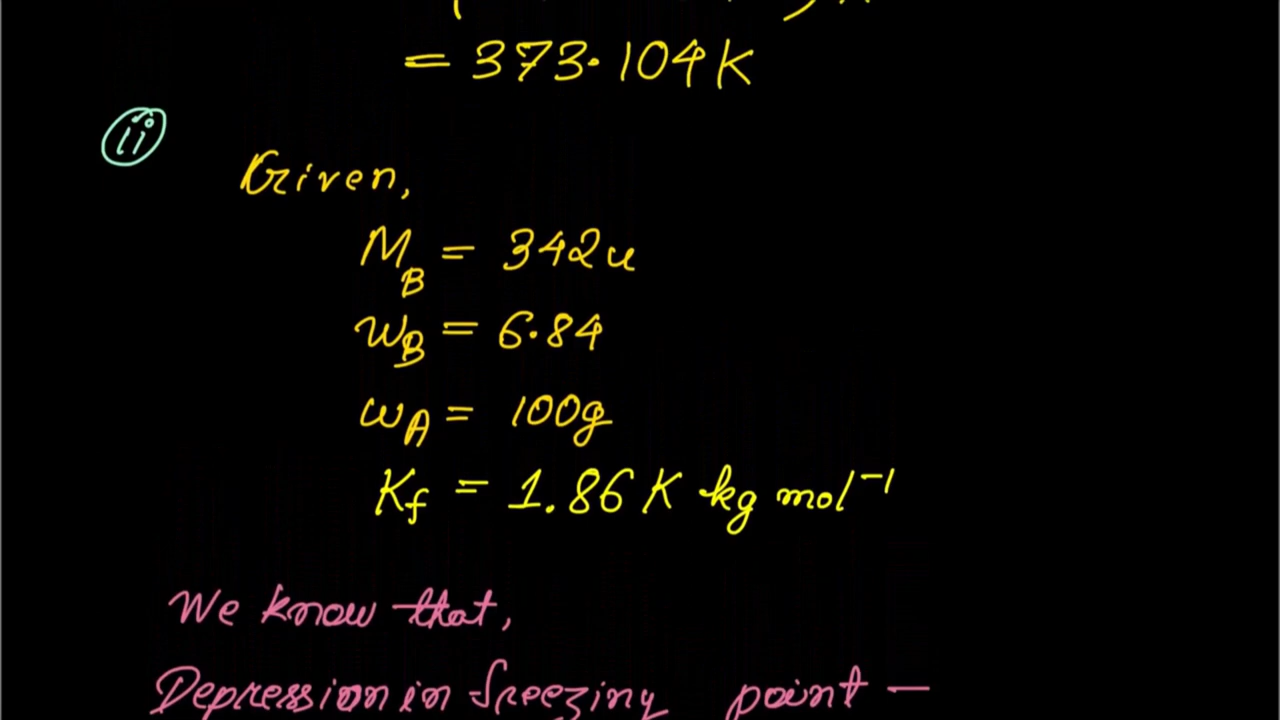 = 373.104K
ii
Given,
M_B = 342u
w_B = 6.84
w_A = 100g
K_f = 1.86 K kg mol⁻¹
We know that,
Depression in freezing point —